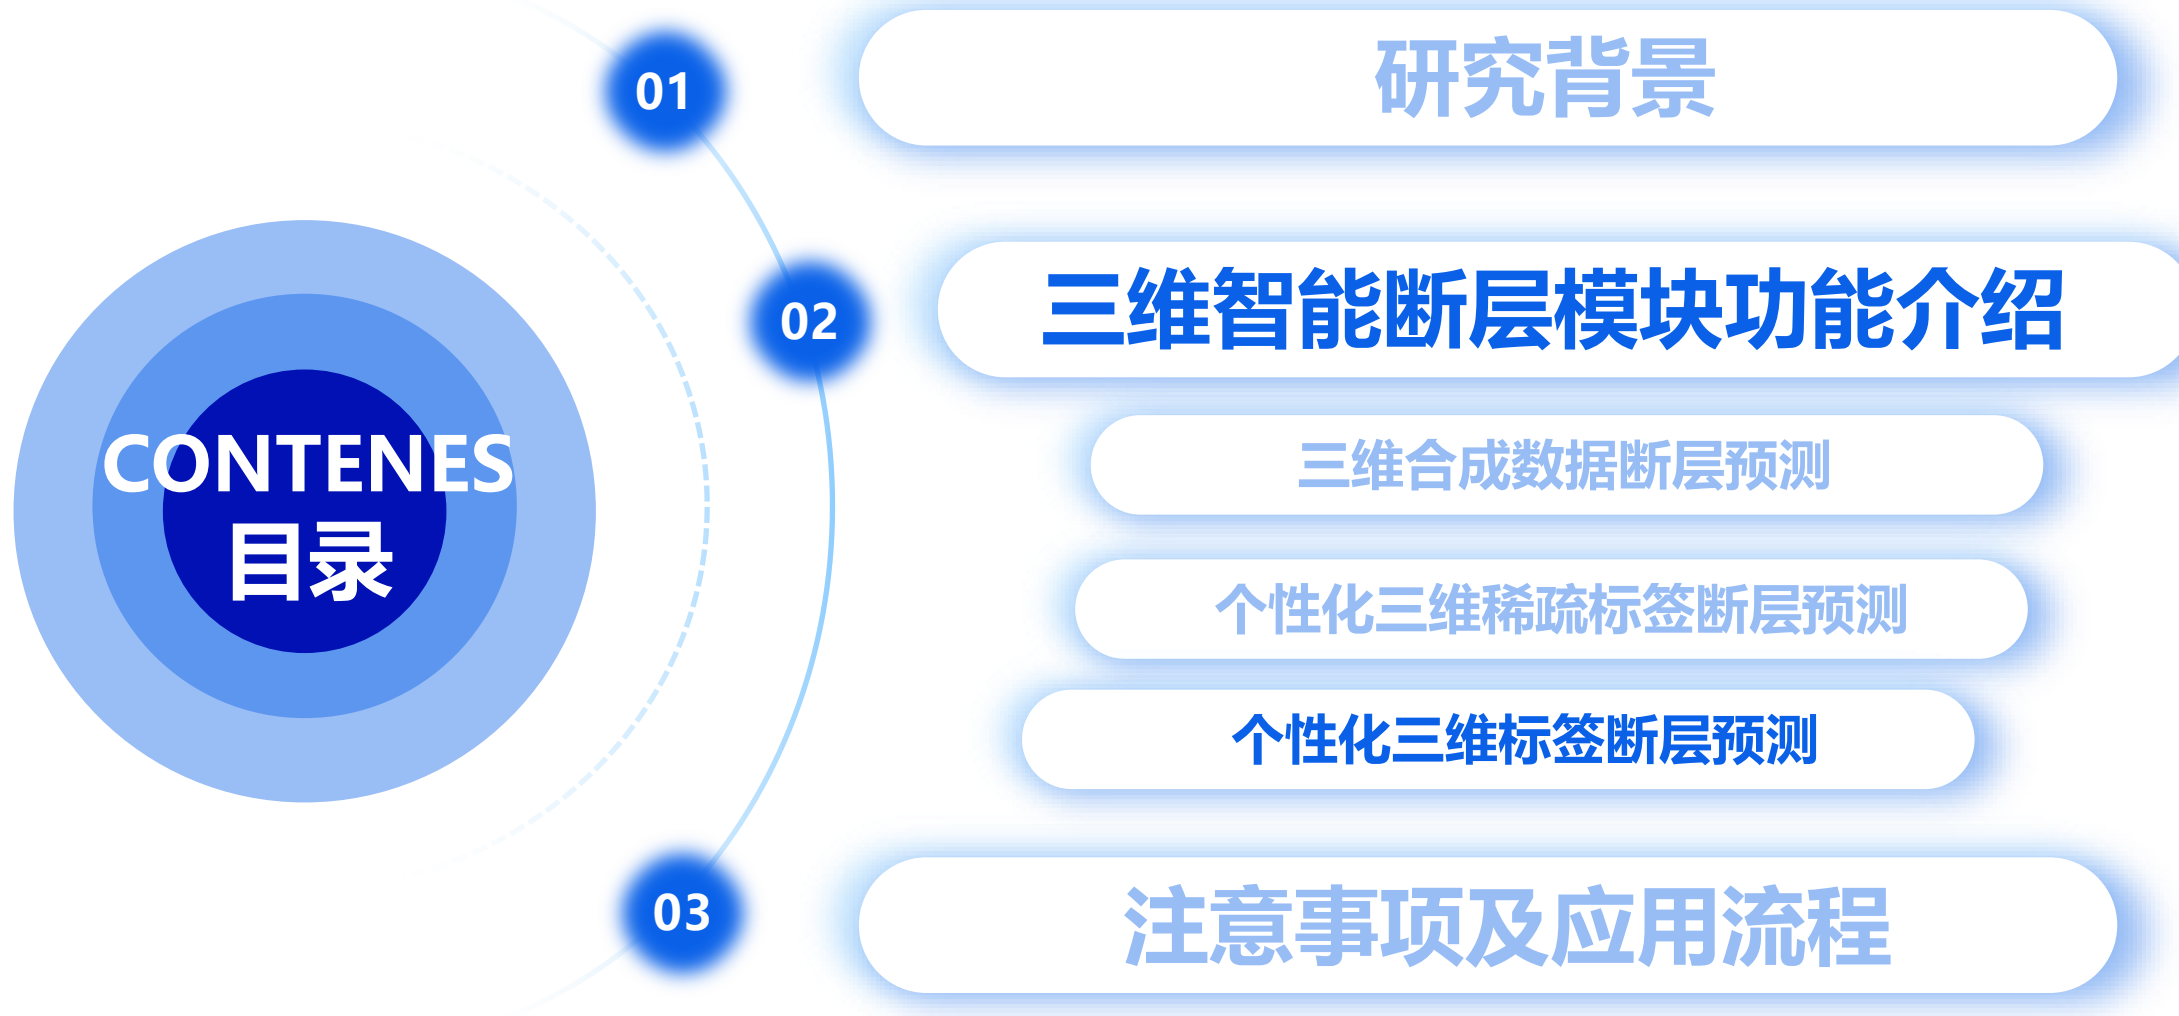 CONTENES
目录
01
研究背景
02
三维智能断层模块功能介绍
三维合成数据断层预测
个性化三维稀疏标签断层预测
个性化三维标签断层预测
03
注意事项及应用流程